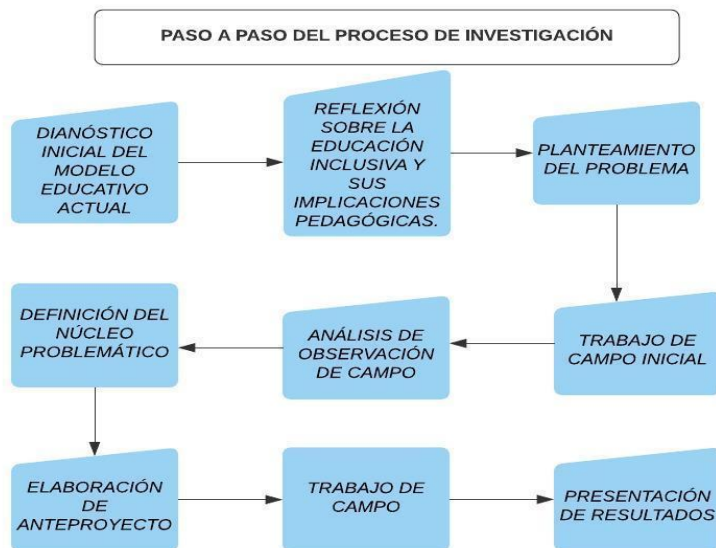 PASO A PASO DEL PROCESO DE INVESTIGACIÓN
DIANÓSTICO
INICIAL DEL
MODELO
EDUCATIVO
ACTUAL
REFLEXIÓN
SOBRE LA
EDUCACIÓN
INCLUSIVA Y
SUS
IMPLICACIONES
PEDAGÓGICAS.
PLANTEAMIENTO
DEL PROBLEMA
TRABAJO DE
CAMPO INICIAL
ANÁLISIS DE
OBSERVACIÓN
DE CAMPO
DEFINICIÓN DEL
NÚCLEO
PROBLEMÁTICO
ELABORACIÓN
DE
ANTEPROYECTO
TRABAJO DE
CAMPO
PRESENTACIÓN
DE RESULTADOS